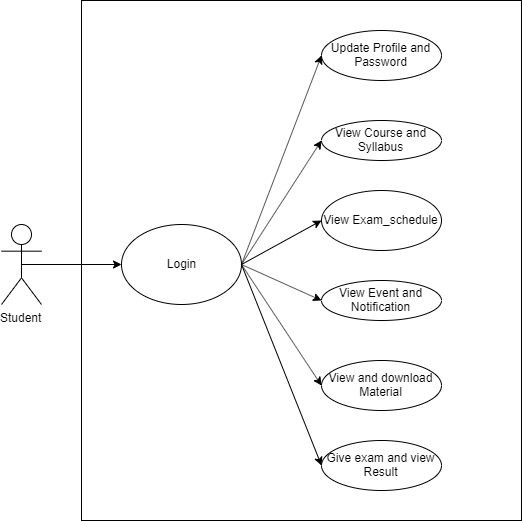 Update Profile and
Password
View Course and
Syllabus
View Exam_schedule
Login
Student
View Event and
Notification
View and download
Material
Give exam and view
Result